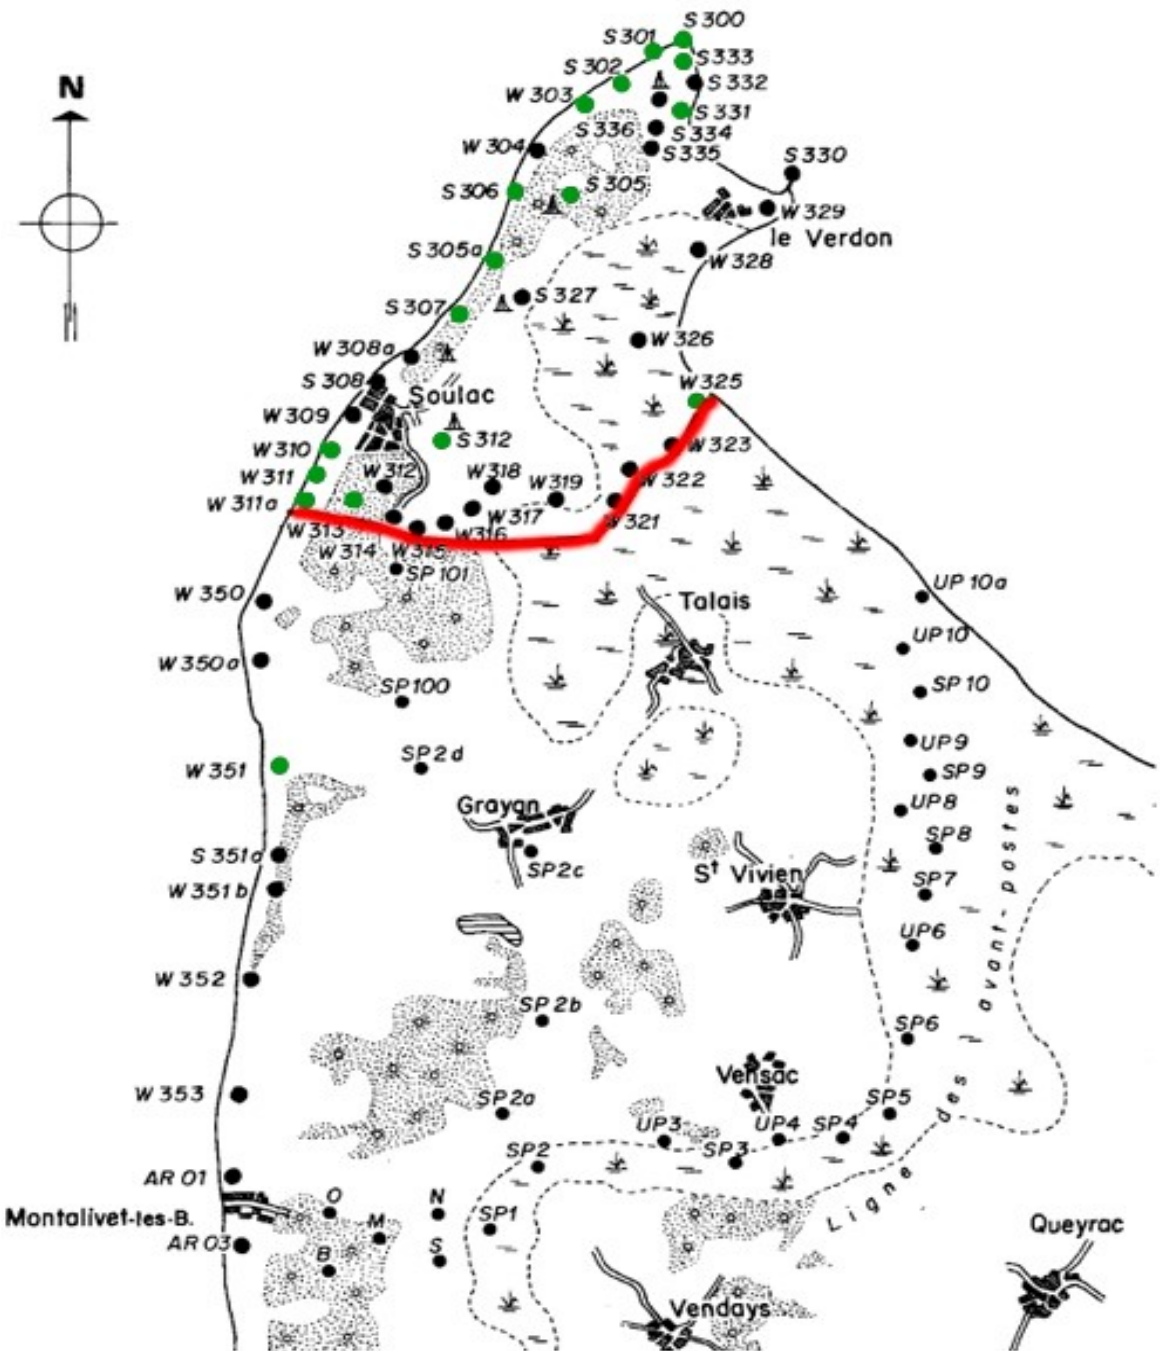 S 300
S 301
S 333
S 302
S 332
W 303
S 331
S 336
S 334
W 304
S 335
S 330
S 306
S 305
W 329
le Verdon
S 305a
W 328
N
S 307
S 327
W 326
W 308a
W 325
S 308
Soulac
W 309
W 310
S 312
W 323
W 311
W 312
W 318
W 322
W 311a
W 319
W 317
W 321
W 313
W 316
W 314
W 315
SP 101
W 350
Talais
UP 10a
UP 10
W 350a
SP 100
SP 10
W 351
SP 2d
UP 9
SP 9
Grayan
UP 8
SP 8
S 351a
SP 2c
St Vivien
SP 7
W 351 b
UP 6
W 352
SP 2b
SP 6
W 353
Vensac
SP 2a
SP 5
UP 3
UP 4
SP 4
SP 2
SP 3
Ligne des avant-postes
AR 01
O
N
SP 1
Montalivet-les-B.
M
Queyrac
AR 03
B
S
Vendays